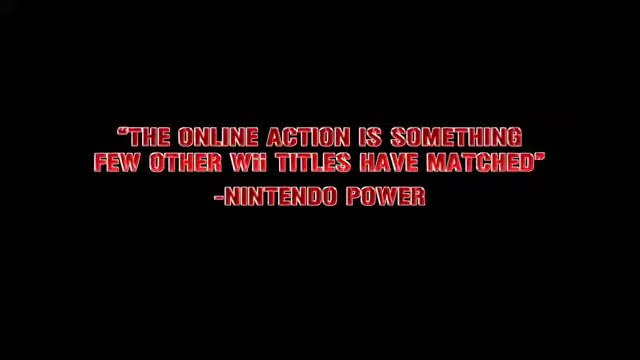 “THE ONLINE ACTION IS SOMETHING
FEW OTHER Wii TITLES HAVE MATCHED”
-NINTENDO POWER